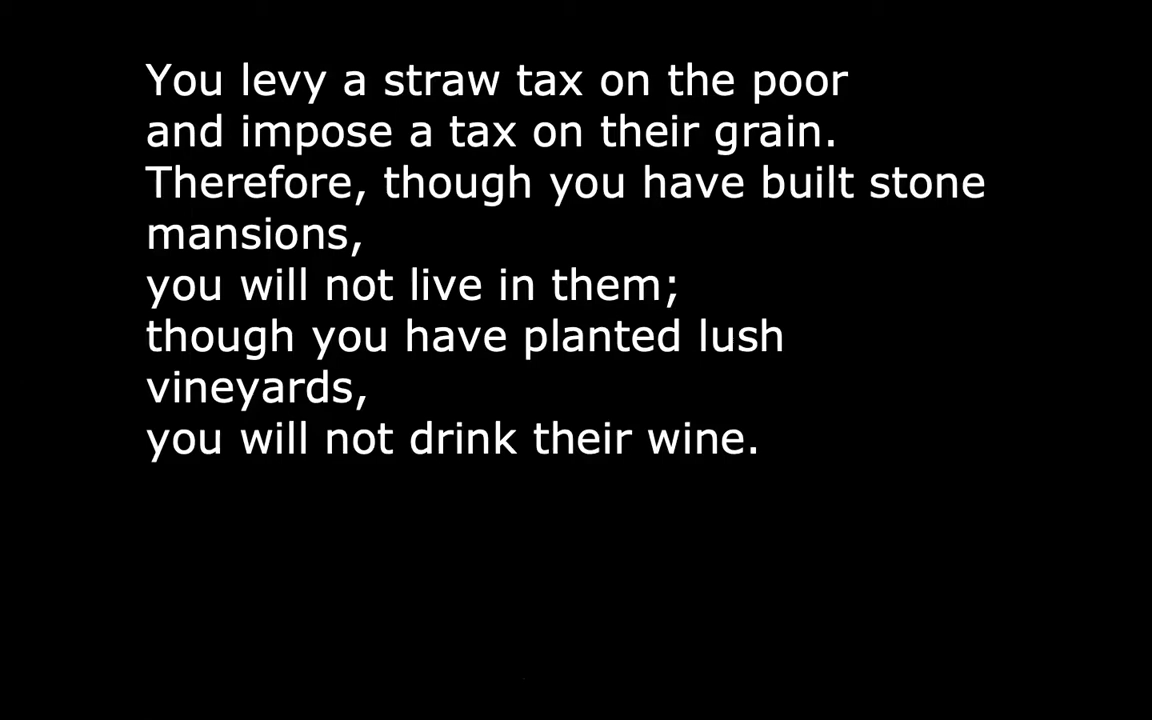 You levy a straw tax on the poor
and impose a tax on their grain.
Therefore, though you have built stone
mansions,
you will not live in them;
though you have planted lush
vineyards,
you will not drink their wine.